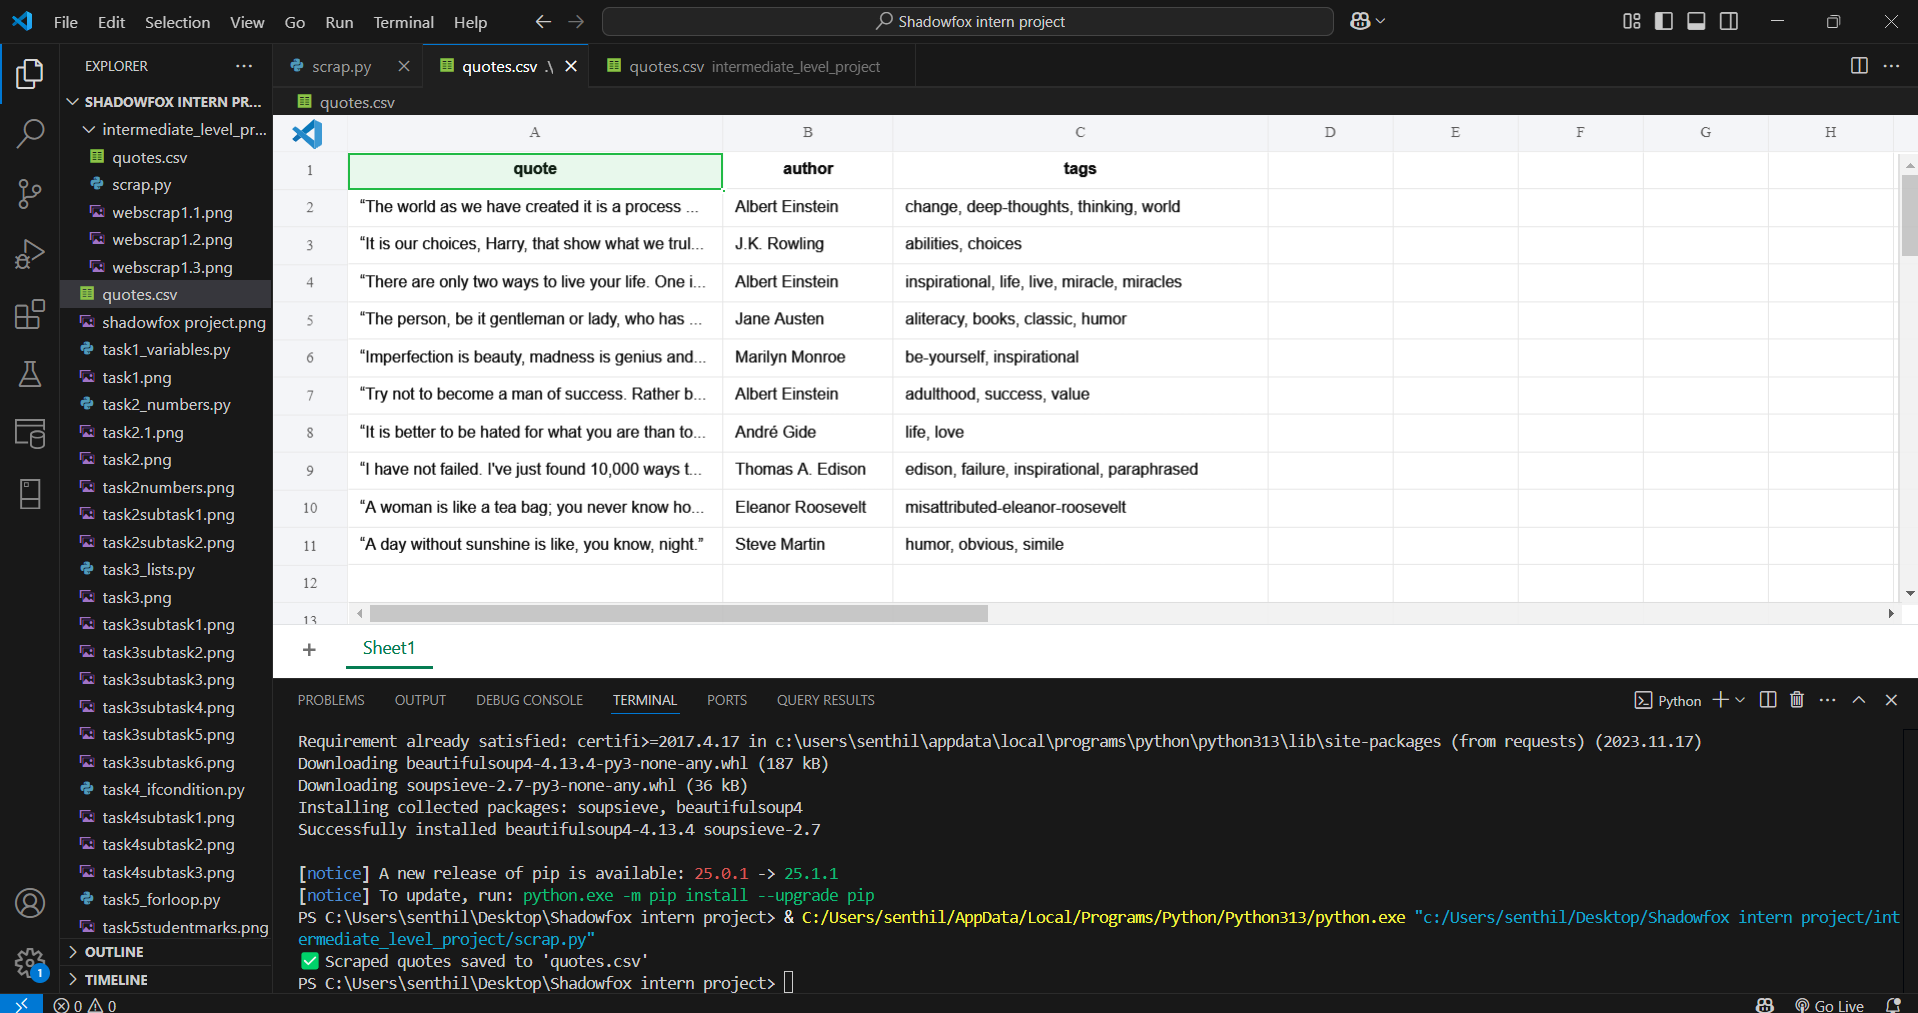 File Edit Selection View Go Run Terminal Help
Shadowfox intern project
EXPLORER
SHADOWFOX INTERN PR...
intermediate_level_pr...
quotes.csv
scrap.py
webscrap1.1.png
webscrap1.2.png
webscrap1.3.png
quotes.csv
shadowfox project.png
task1_variables.py
task1.png
task2_numbers.py
task2.1.png
task2.png
task2numbers.png
task2subtask1.png
task2subtask2.png
task3_lists.py
task3.png
task3subtask1.png
task3subtask2.png
task3subtask3.png
task3subtask4.png
task3subtask5.png
task3subtask6.png
task4_ifcondition.py
task4subtask1.png
task4subtask2.png
task4subtask3.png
task5_forloop.py
task5studentmarks.png
OUTLINE
TIMELINE
1
scrap.py
quotes.csv .\
quotes.csv intermediate_level_project
quotes.csv
A B C D E F G H
1 quote author tags
2 “The world as we have created it is a process ... Albert Einstein change, deep-thoughts, thinking, world
3 “It is our choices, Harry, that show what we trul... J.K. Rowling abilities, choices
4 “There are only two ways to live your life. One i... Albert Einstein inspirational, life, live, miracle, miracles
5 “The person, be it gentleman or lady, who has ... Jane Austen aliteracy, books, classic, humor
6 “Imperfection is beauty, madness is genius and... Marilyn Monroe be-yourself, inspirational
7 “Try not to become a man of success. Rather b... Albert Einstein adulthood, success, value
8 “It is better to be hated for what you are than to... André Gide life, love
9 “I have not failed. I've just found 10,000 ways t... Thomas A. Edison edison, failure, inspirational, paraphrased
10 “A woman is like a tea bag; you never know ho... Eleanor Roosevelt misattributed-eleanor-roosevelt
11 “A day without sunshine is like, you know, night.” Steve Martin humor, obvious, simile
12
13
+ Sheet1
PROBLEMS OUTPUT DEBUG CONSOLE TERMINAL PORTS QUERY RESULTS
Python
Requirement already satisfied: certifi>=2017.4.17 in c:\users\senthil\appdata\local\programs\python\python313\lib\site-packages (from requests) (2023.11.17)
Downloading beautifulsoup4-4.13.4-py3-none-any.whl (187 kB)
Downloading soupsieve-2.7-py3-none-any.whl (36 kB)
Installing collected packages: soupsieve, beautifulsoup4
Successfully installed beautifulsoup4-4.13.4 soupsieve-2.7
[notice] A new release of pip is available: 25.0.1 -> 25.1.1
[notice] To update, run: python.exe -m pip install --upgrade pip
PS C:\Users\senthil\Desktop\Shadowfox intern project> & C:/Users/senthil/AppData/Local/Programs/Python/Python313/python.exe "c:/Users/senthil/Desktop/Shadowfox intern project/int
ermediate_level_project/scrap.py"
✅ Scraped quotes saved to 'quotes.csv'
PS C:\Users\senthil\Desktop\Shadowfox intern project>
0 0
Go Live